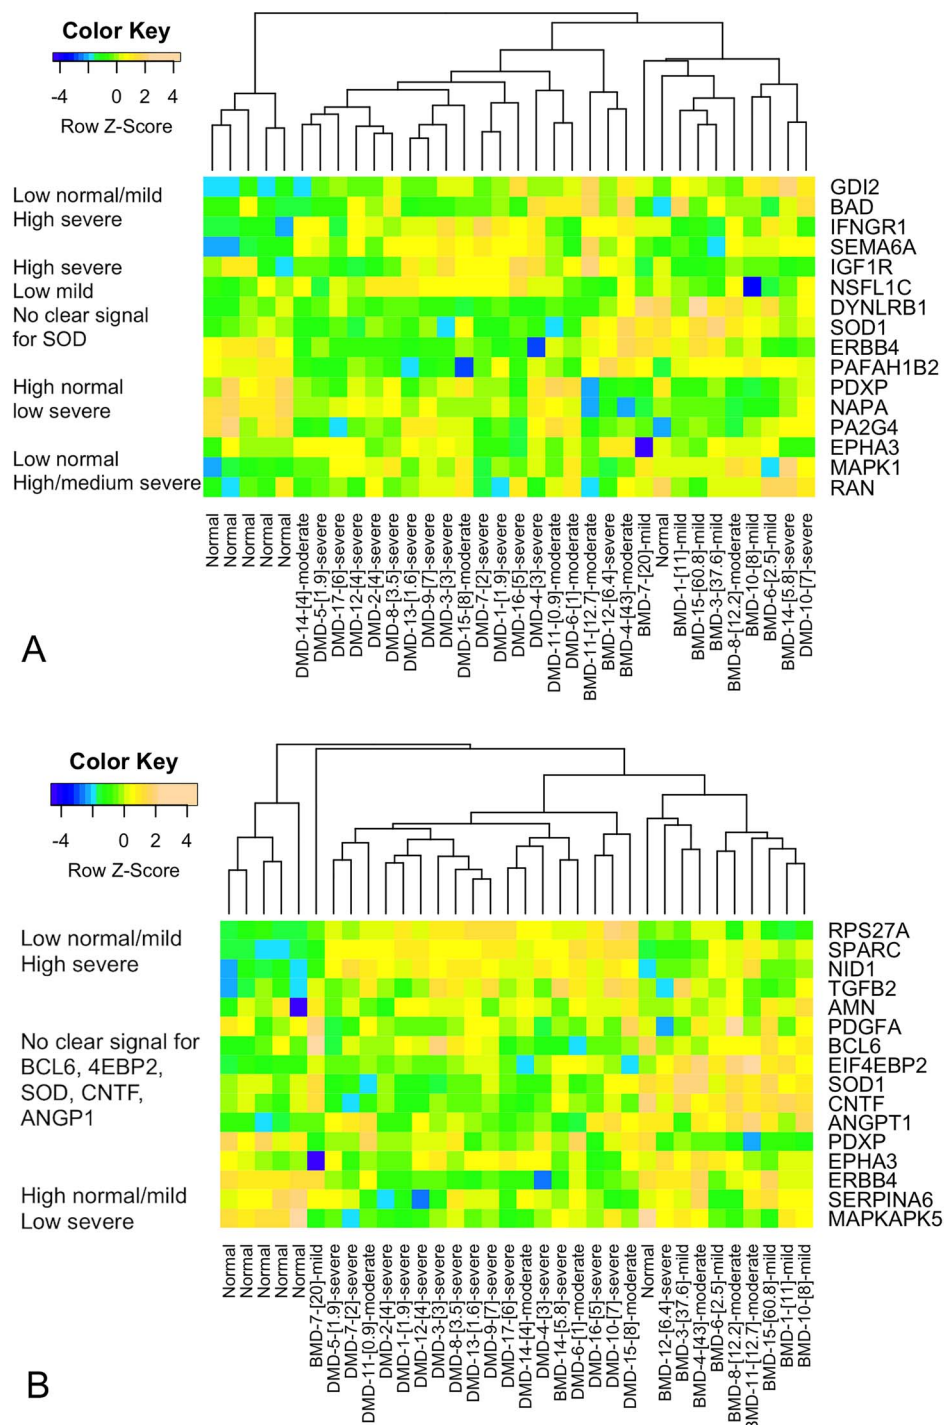 Color Key
-4 0 2 4
Row Z-Score
Low normal/mild
High severe
High severe
Low mild
No clear signal
for SOD
High normal
low severe
Low normal
High/medium severe
GDI2
BAD
IFNGR1
SEMA6A
IGF1R
NSFL1C
DYNLRB1
SOD1
ERBB4
PAFAH1B2
PDXP
NAPA
PA2G4
EPHA3
MAPK1
RAN
Normal
Normal
Normal
Normal
Normal
DMD-14-[4]-moderate
DMD-5-[1.9]-severe
DMD-17-[6]-severe
DMD-12-[4]-severe
DMD-2-[4]-severe
DMD-8-[3.5]-severe
DMD-13-[1.6]-severe
DMD-9-[7]-severe
DMD-3-[3]-severe
DMD-15-[8]-moderate
DMD-7-[2]-severe
DMD-1-[1.9]-severe
DMD-16-[5]-severe
DMD-4-[3]-severe
DMD-11-[0.9]-moderate
DMD-6-[1]-moderate
BMD-11-[12.7]-moderate
BMD-12-[6.4]-severe
BMD-4-[43]-moderate
BMD-7-[20]-mild
Normal
BMD-1-[11]-mild
BMD-15-[60.8]-mild
BMD-3-[37.6]-mild
BMD-8-[12.2]-moderate
BMD-10-[8]-mild
BMD-6-[2.5]-mild
BMD-14-[5.8]-severe
DMD-10-[7]-severe
A
Color Key
-4 0 2 4
Row Z-Score
Low normal/mild
High severe
No clear signal for
BCL6, 4EBP2,
SOD, CNTF,
ANGP1
High normal/mild
Low severe
RPS27A
SPARC
NID1
TGFB2
AMN
PDGFA
BCL6
EIF4EBP2
SOD1
CNTF
ANGPT1
PDXP
EPHA3
ERBB4
SERPINA6
MAPKAPK5
Normal
Normal
Normal
Normal
Normal
BMD-7-[20]-mild
DMD-5-[1.9]-severe
DMD-7-[2]-severe
DMD-11-[0.9]-moderate
DMD-2-[4]-severe
DMD-1-[1.9]-severe
DMD-12-[4]-severe
DMD-3-[3]-severe
DMD-8-[3.5]-severe
DMD-13-[1.6]-severe
DMD-9-[7]-severe
DMD-17-[6]-severe
DMD-14-[4]-moderate
DMD-4-[3]-severe
BMD-14-[5.8]-severe
DMD-6-[1]-moderate
DMD-16-[5]-severe
DMD-10-[7]-severe
DMD-15-[8]-moderate
Normal
BMD-12-[6.4]-severe
BMD-3-[37.6]-mild
BMD-4-[43]-moderate
BMD-6-[2.5]-mild
BMD-8-[12.2]-moderate
BMD-11-[12.7]-moderate
BMD-15-[60.8]-mild
BMD-1-[11]-mild
BMD-10-[8]-mild
B